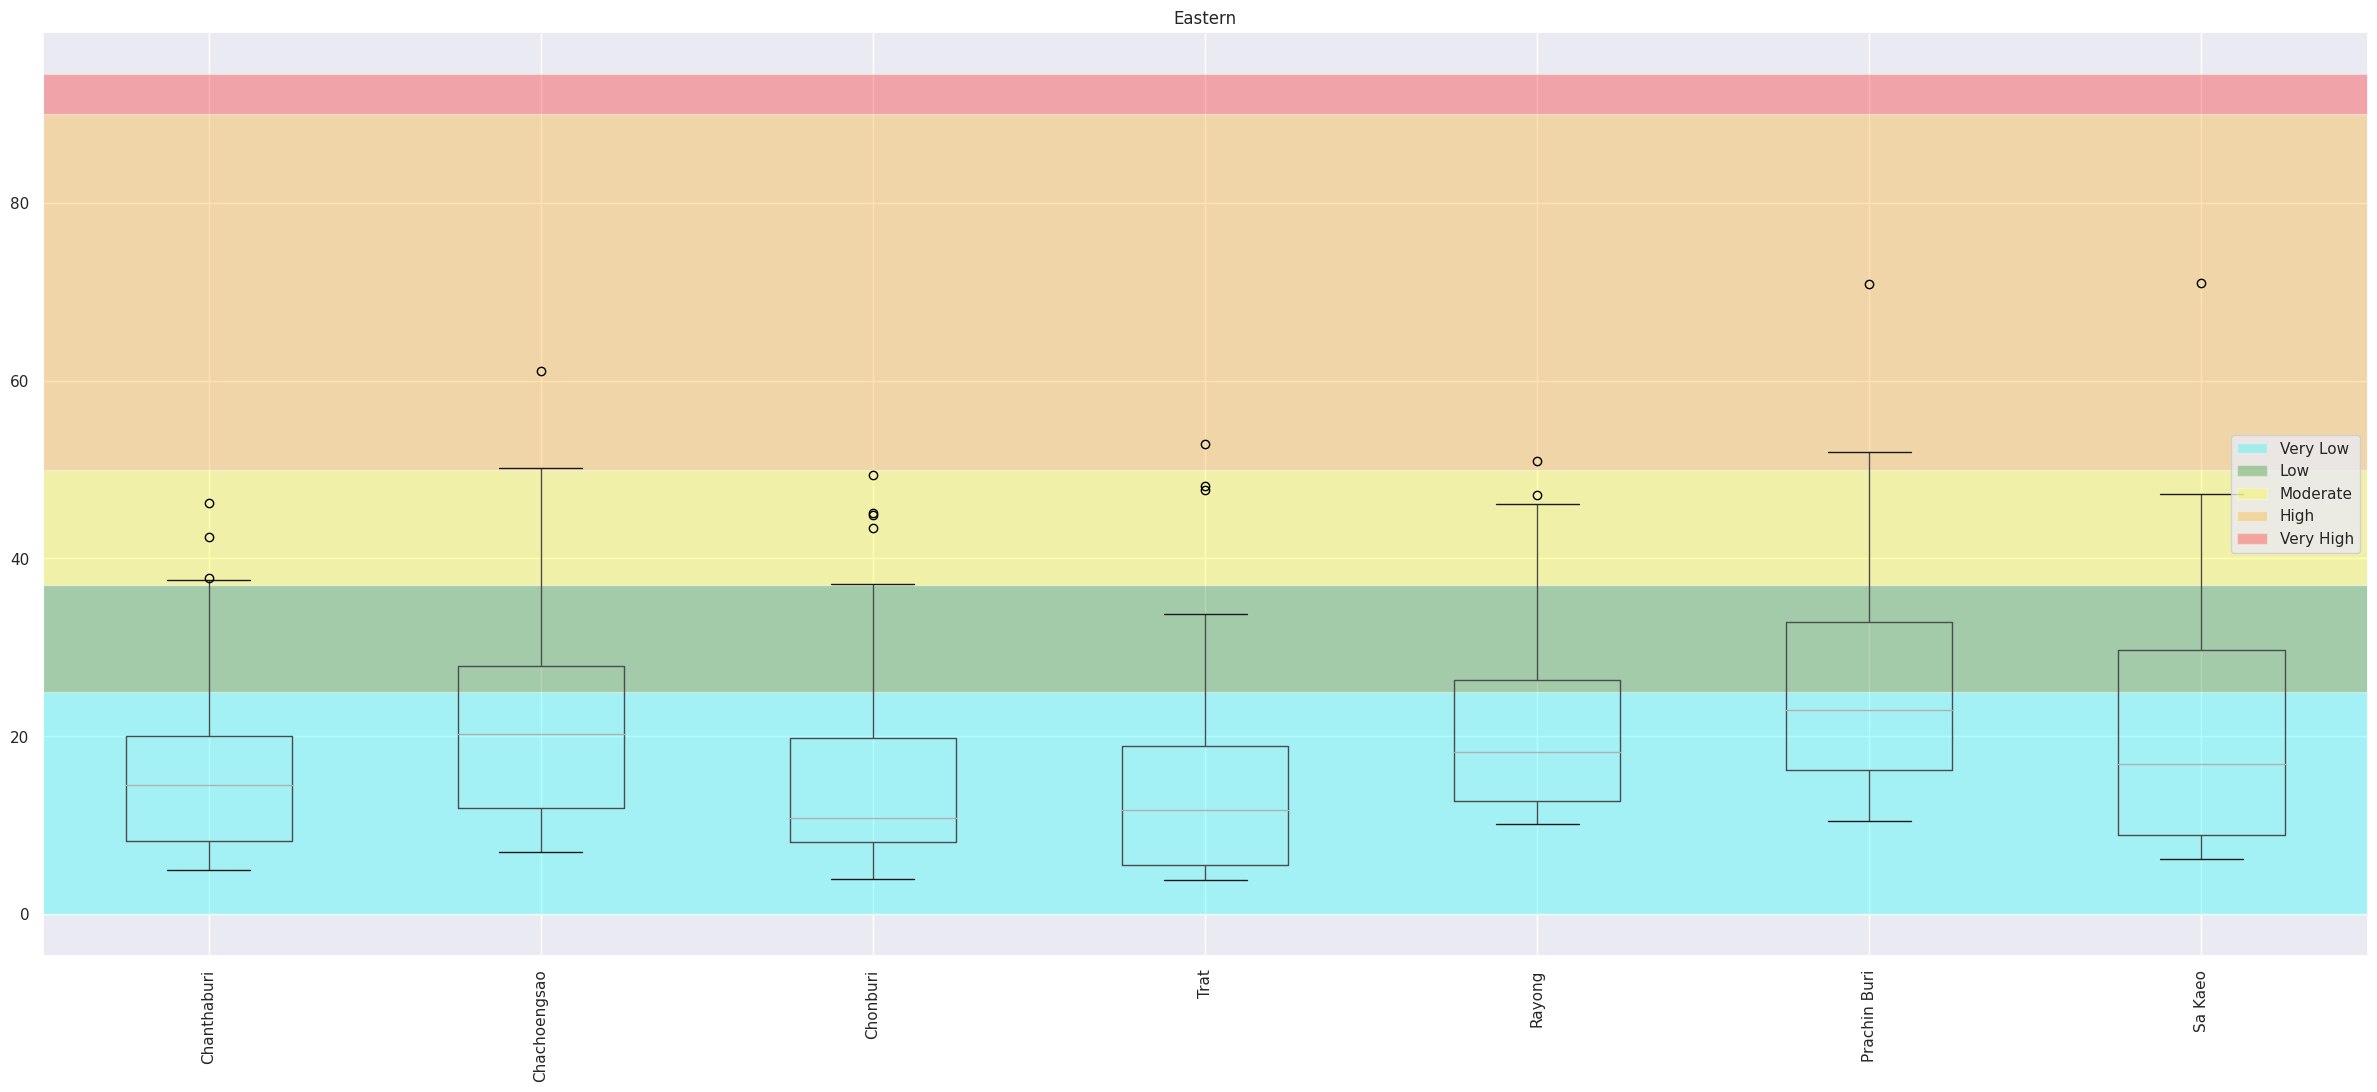 Eastern
80
60
40
20
0
Very Low
Low
Moderate
High
Very High
Chanthaburi
Chachoengsao
Chonburi
Trat
Rayong
Prachin Buri
Sa Kaeo